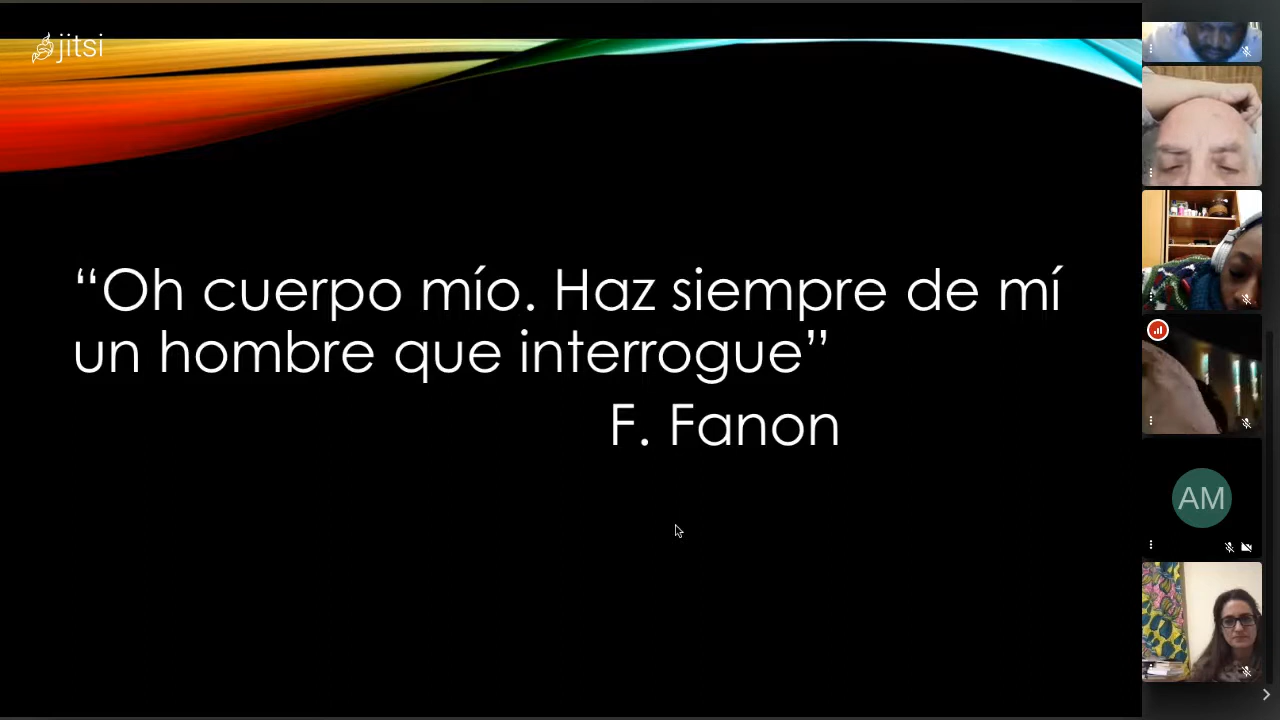 jitsi
“Oh cuerpo mío. Haz siempre de mí
un hombre que interrogue”
F. Fanon
AM